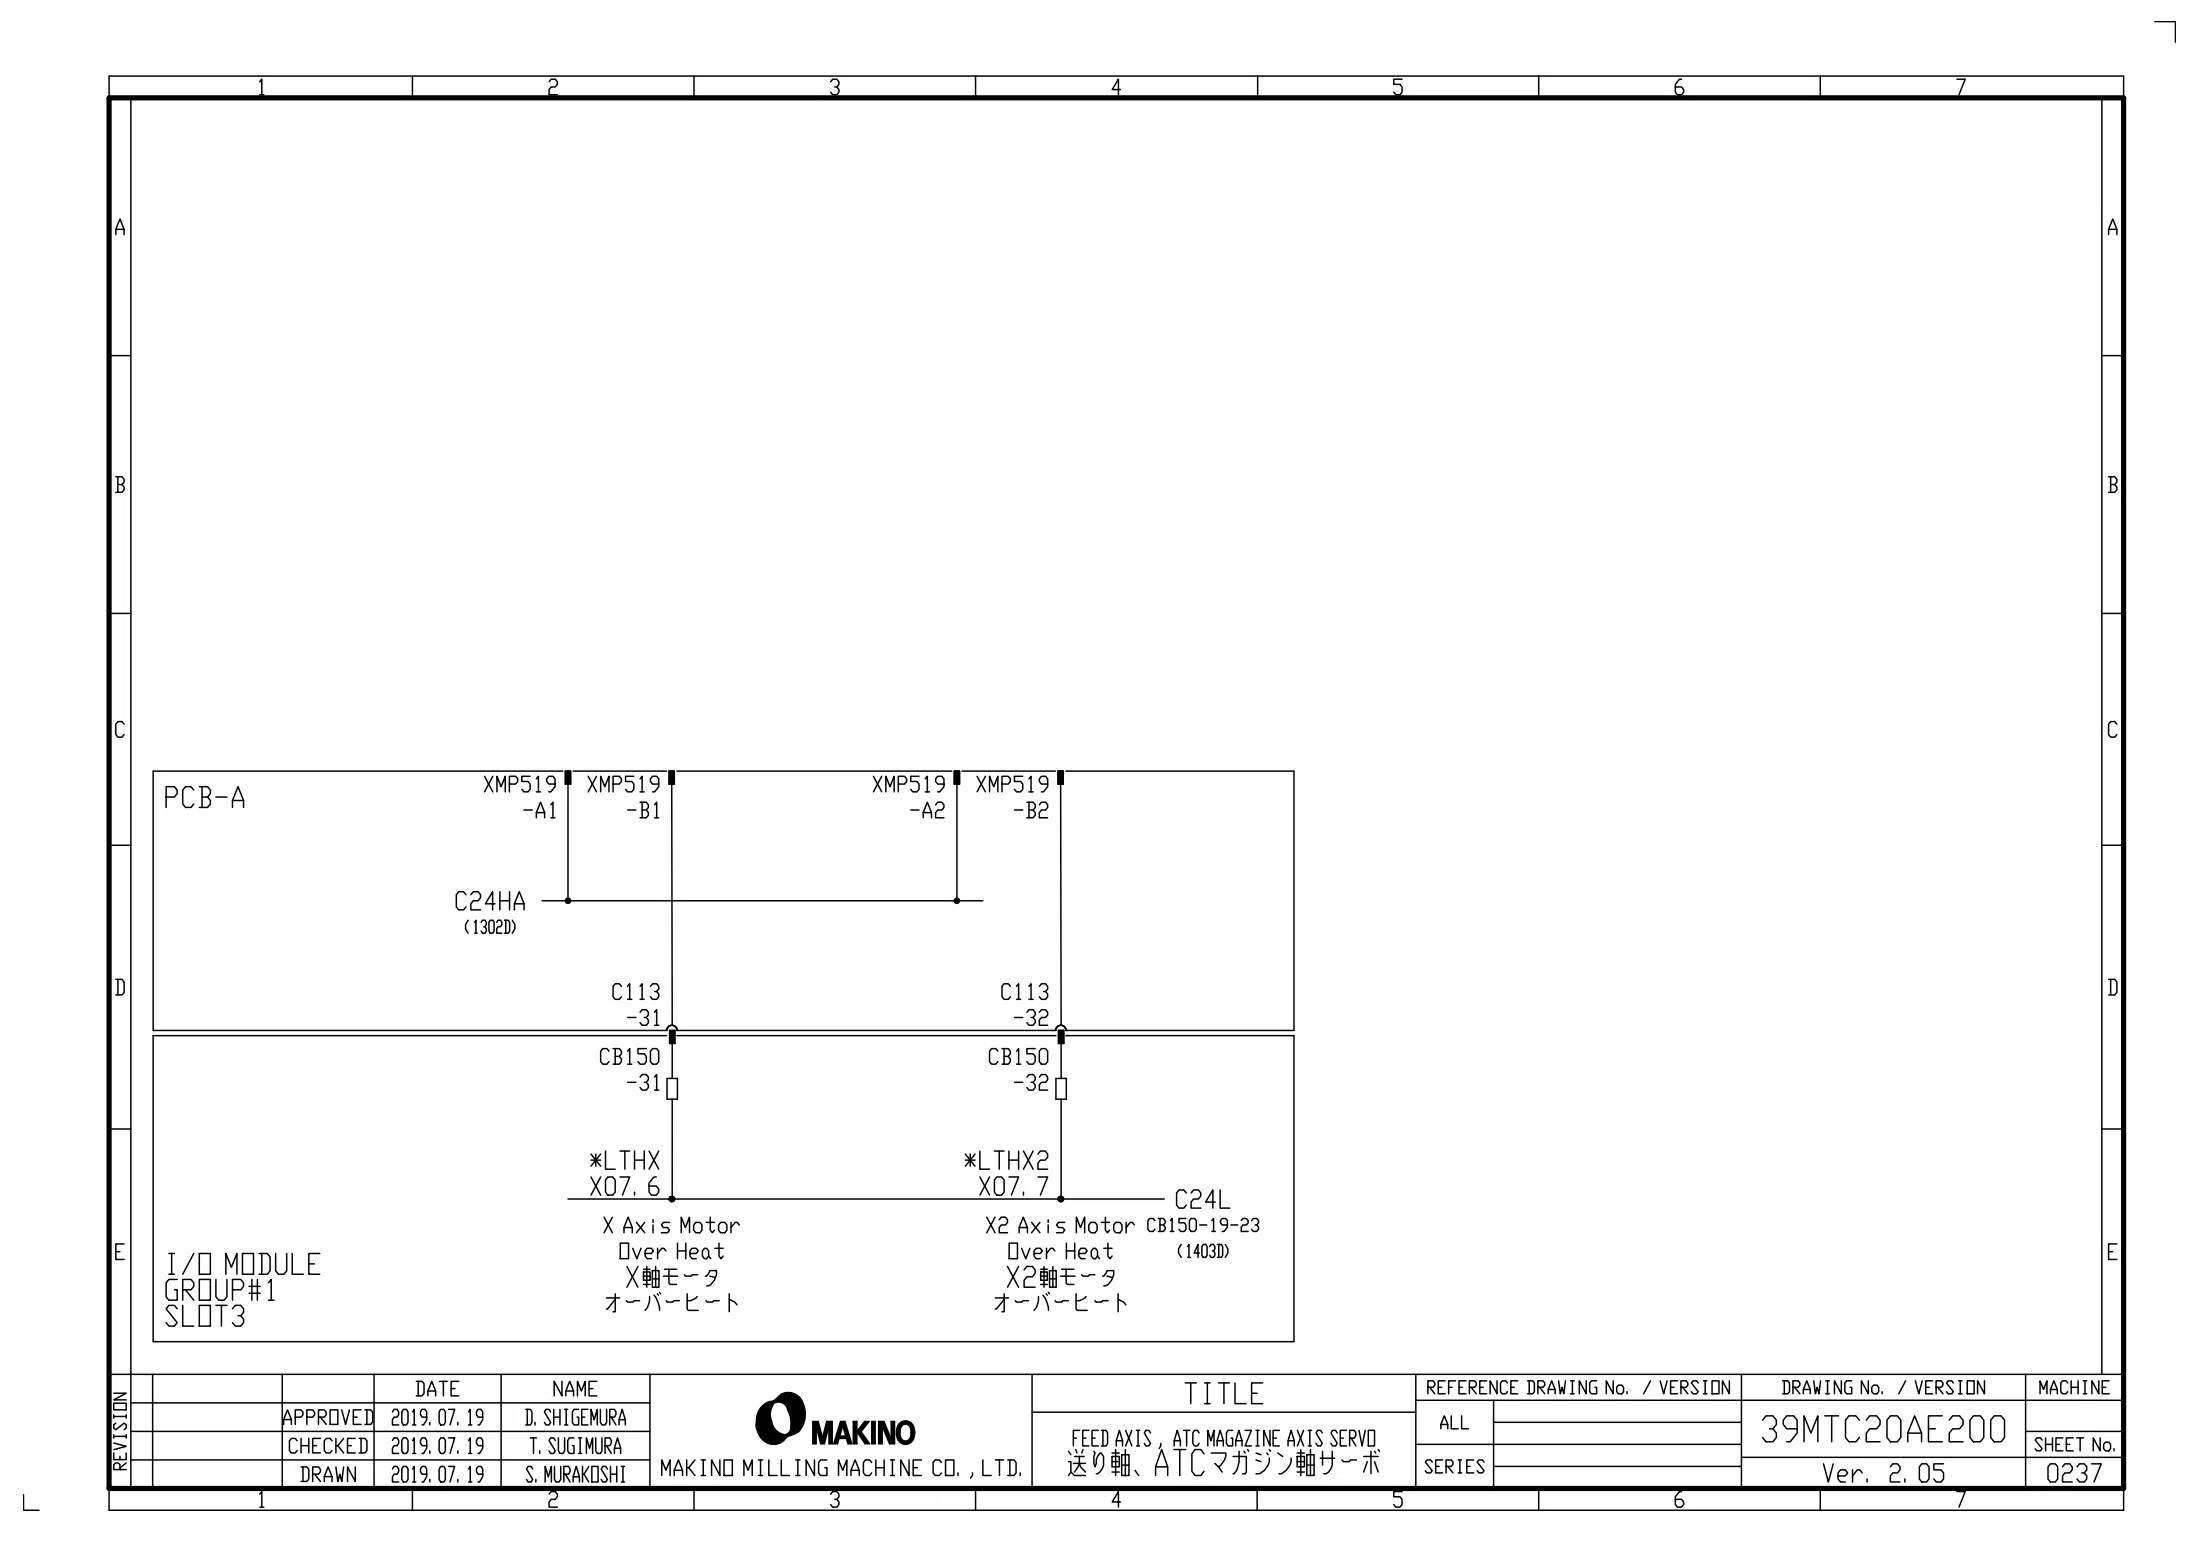 1 2 3 4 5 6 7
A A
B B
C C
D D
E E
PCB-A
XMP519 XMP519 XMP519 XMP519
-A1 -B1 -A2 -B2
C24HA
(1302D)
C113 C113
-31 -32
CB150 CB150
-31 -32
*LTHX *LTHX2
X07.6 X07.7
C24L
X Axis Motor X2 Axis Motor CB150-19-23
Over Heat Over Heat (1403D)
X軸モータ X2軸モータ
オーバーヒート オーバーヒート
I/O MODULE
GROUP#1
SLOT3
REVISION
DATE NAME
APPROVED 2019.07.19 D. SHIGEMURA
CHECKED 2019.07.19 T. SUGIMURA
DRAWN 2019.07.19 S. MURAKOSHI
MAKINO
MAKINO MILLING MACHINE CO.,LTD.
TITLE
FEED AXIS , ATC MAGAZINE AXIS SERVO
送り軸、ATCマガジン軸サーボ
REFERENCE DRAWING No. / VERSION
ALL
SERIES
DRAWING No. / VERSION
39MTC20AE200
Ver. 2.05
MACHINE
SHEET No.
0237
1 2 3 4 5 6 7